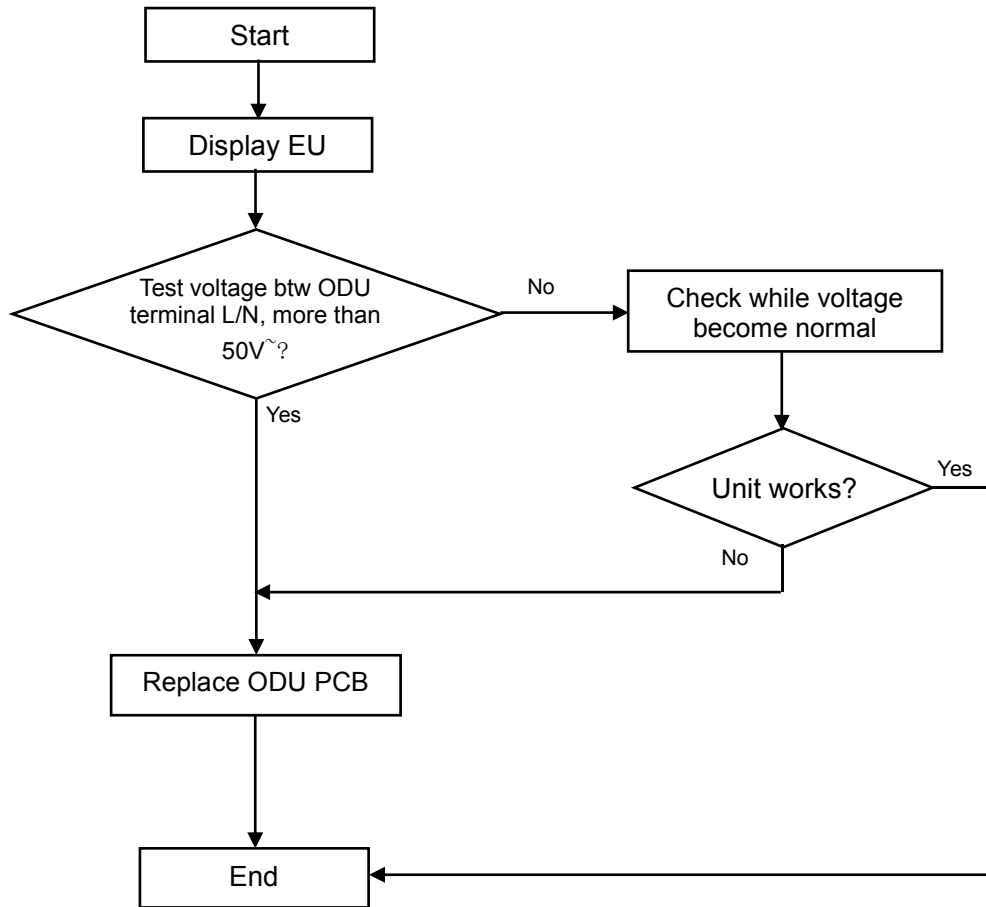 Start
Display EU
Test voltage btw ODU
terminal L/N, more than
50V~?
No
Check while voltage
become normal
Yes
Unit works?
Yes
No
Replace ODU PCB
End